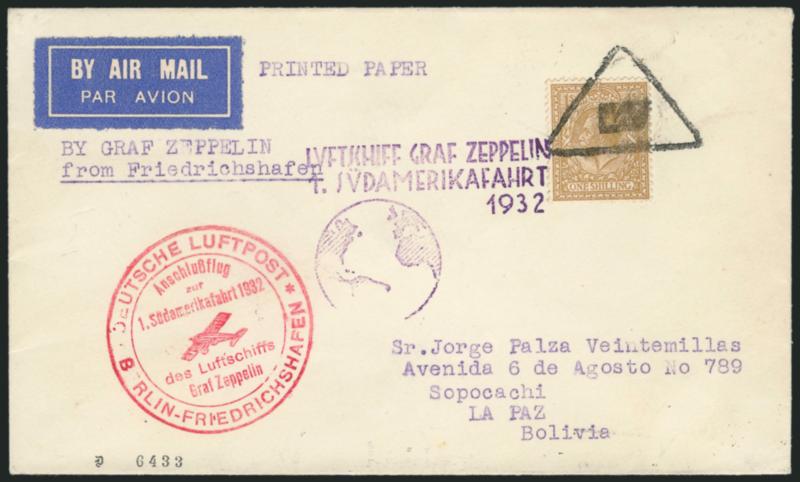 BY AIR MAIL
PAR AVION
PRINTED PAPER
BY GRAF ZEPPELIN
from Friedrichshafen
LUFTSCHIFF GRAF ZEPPELIN
1. SÜDAMERIKAFAHRT
1932
ONE SHILLING
DEUTSCHE LUFTPOST *
Anschlußflug
zur
1. Südamerikafahrt 1932
des Luftschiffs
Graf Zeppelin
BERLIN-FRIEDRICHSHAFEN
Sr.Jorge Palza Veintemillas
Avenida 6 de Agosto No 789
Sopocachi
LA PAZ
Bolivia
6433